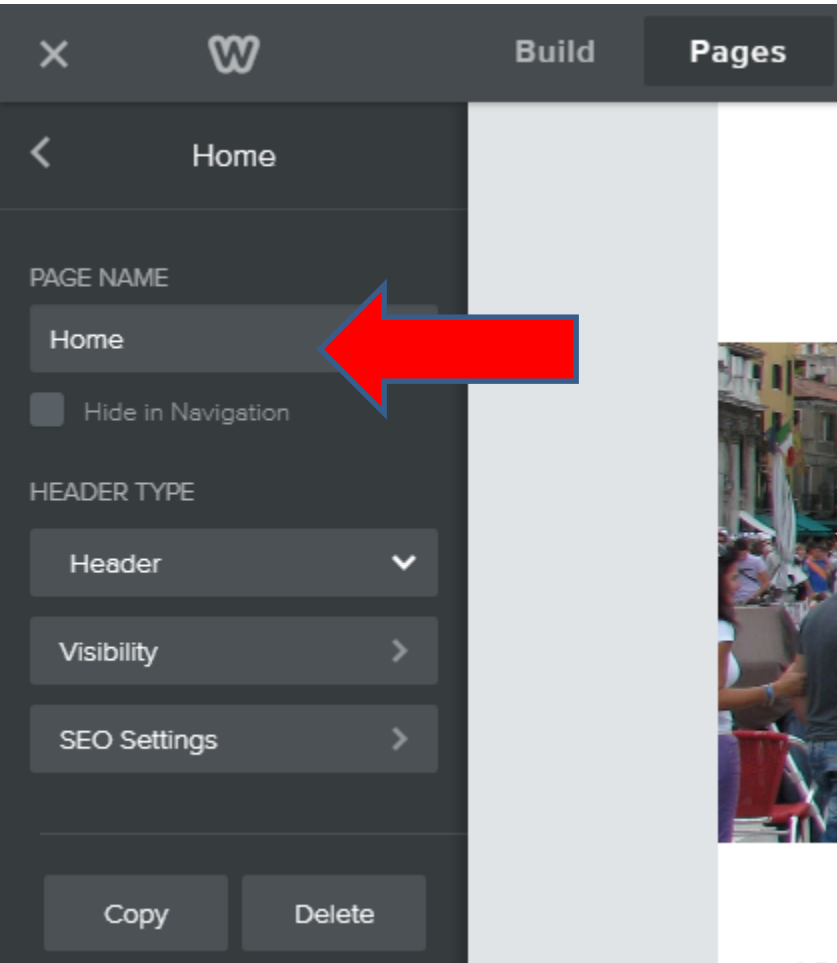 Build Pages
Home
PAGE NAME
Home
Hide in Navigation
HEADER TYPE
Header
Visibility
SEO Settings
Copy Delete